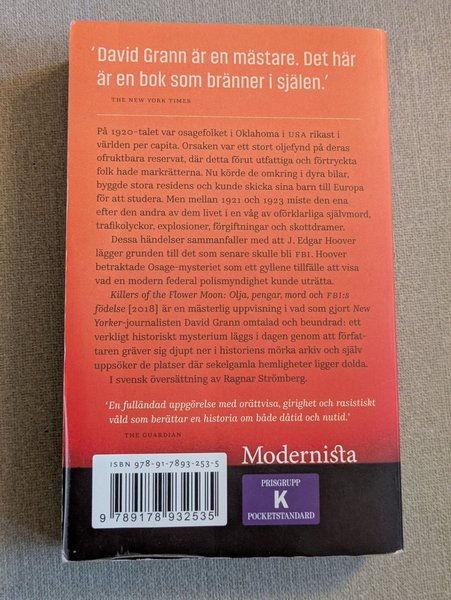 ‘David Grann är en mästare. Det här
är en bok som bränner i själen.’
THE NEW YORK TIMES
På 1920-talet var osagefolket i Oklahoma i USA rikast i
världen per capita. Orsaken var ett stort oljefynd på deras
ofruktbara reservat, där detta förut utfattiga och förtryckta
folk hade markrätterna. Nu körde de omkring i dyra bilar,
byggde stora residens och kunde skicka sina barn till Europa
för att studera. Men mellan 1921 och 1923 miste den ena
efter den andra av dem livet i en våg av oförklarliga självmord,
trafikolyckor, explosioner, förgiftningar och skottdramer.
Dessa händelser sammanfaller med att J. Edgar Hoover
lägger grunden till det som senare skulle bli FBI. Hoover
betraktade Osage-mysteriet som ett gyllene tillfälle att visa
vad en modern federal polismyndighet kunde uträtta.
Killers of the Flower Moon: Olja, pengar, mord och FBI:s
födelse [2018] är en mästerlig uppvisning i vad som gjort New
Yorker-journalisten David Grann omtalad och beundrad: ett
verkligt historiskt mysterium läggs i dagen genom att förfat-
taren gräver sig djupt ner i historiens mörka arkiv och själv
uppsöker de platser där sekelgamla hemligheter ligger dolda.
I svensk översättning av Ragnar Strömberg.
‘En fulländad uppgörelse med orättvisa, girighet och rasistiskt
våld som berättar en historia om både dåtid och nutid.’
THE GUARDIAN
Modernista
ISBN 978-91-7893-253-5
9 789178 932535
PRISGRUPP
K
POCKETSTANDARD